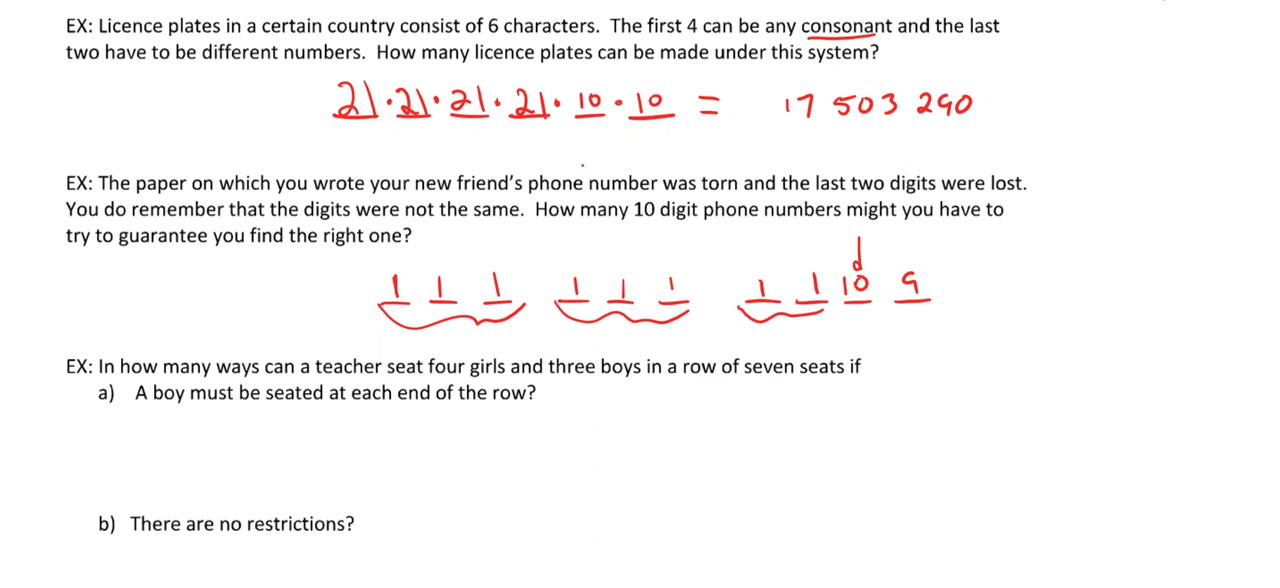 EX: Licence plates in a certain country consist of 6 characters. The first 4 can be any consonant and the last
two have to be different numbers. How many licence plates can be made under this system?
21·21·21·21·10·10 = 17 503 290
EX: The paper on which you wrote your new friend's phone number was torn and the last two digits were lost.
You do remember that the digits were not the same. How many 10 digit phone numbers might you have to
try to guarantee you find the right one?
d
1 1 1 1 1 1 1 1 10 9
EX: In how many ways can a teacher seat four girls and three boys in a row of seven seats if
a) A boy must be seated at each end of the row?
b) There are no restrictions?